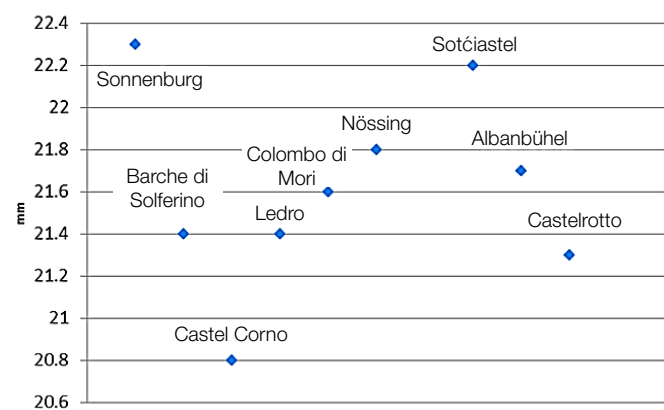 22.4
22.2
22
21.8
21.6
21.4
21.2
21
20.8
20.6
mm
Sonnenburg
Barche di
Solferino
Castel Corno
Ledro
Colombo di
Mori
Nössing
Sotćiastel
Albanbühel
Castelrotto